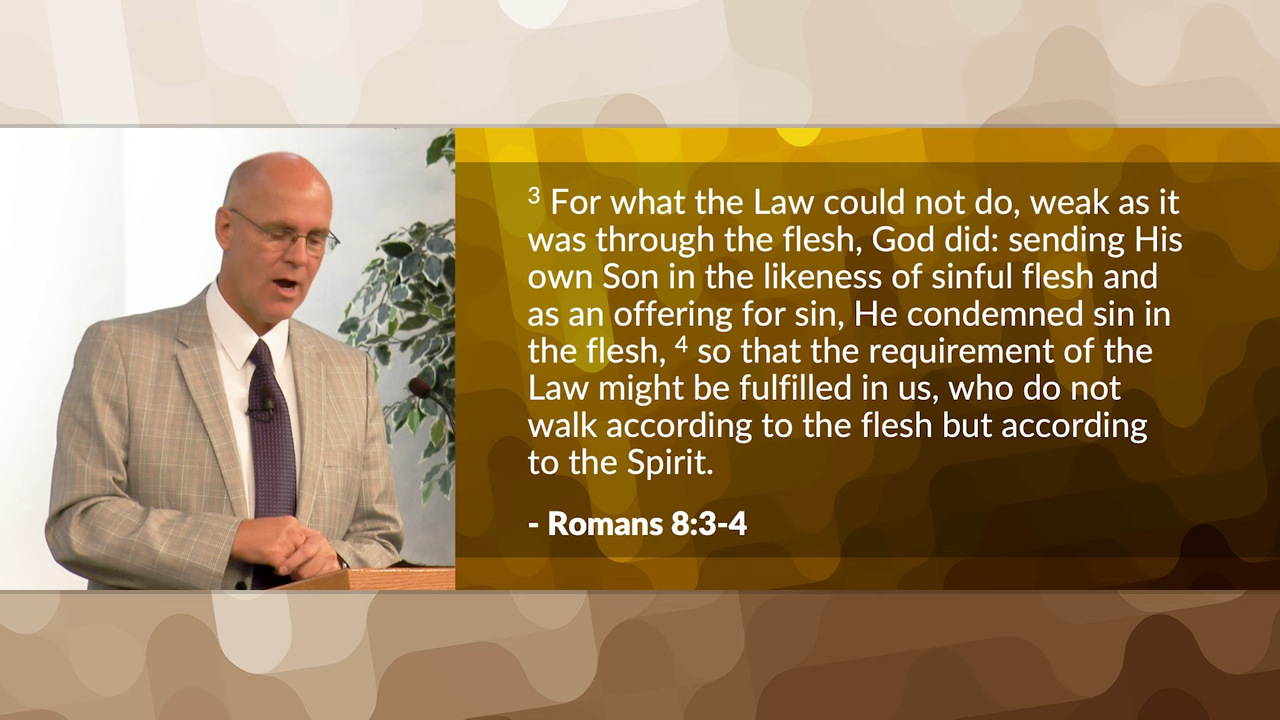 3 For what the Law could not do, weak as it
was through the flesh, God did: sending His
own Son in the likeness of sinful flesh and
as an offering for sin, He condemned sin in
the flesh, 4 so that the requirement of the
Law might be fulfilled in us, who do not
walk according to the flesh but according
to the Spirit.
- Romans 8:3-4